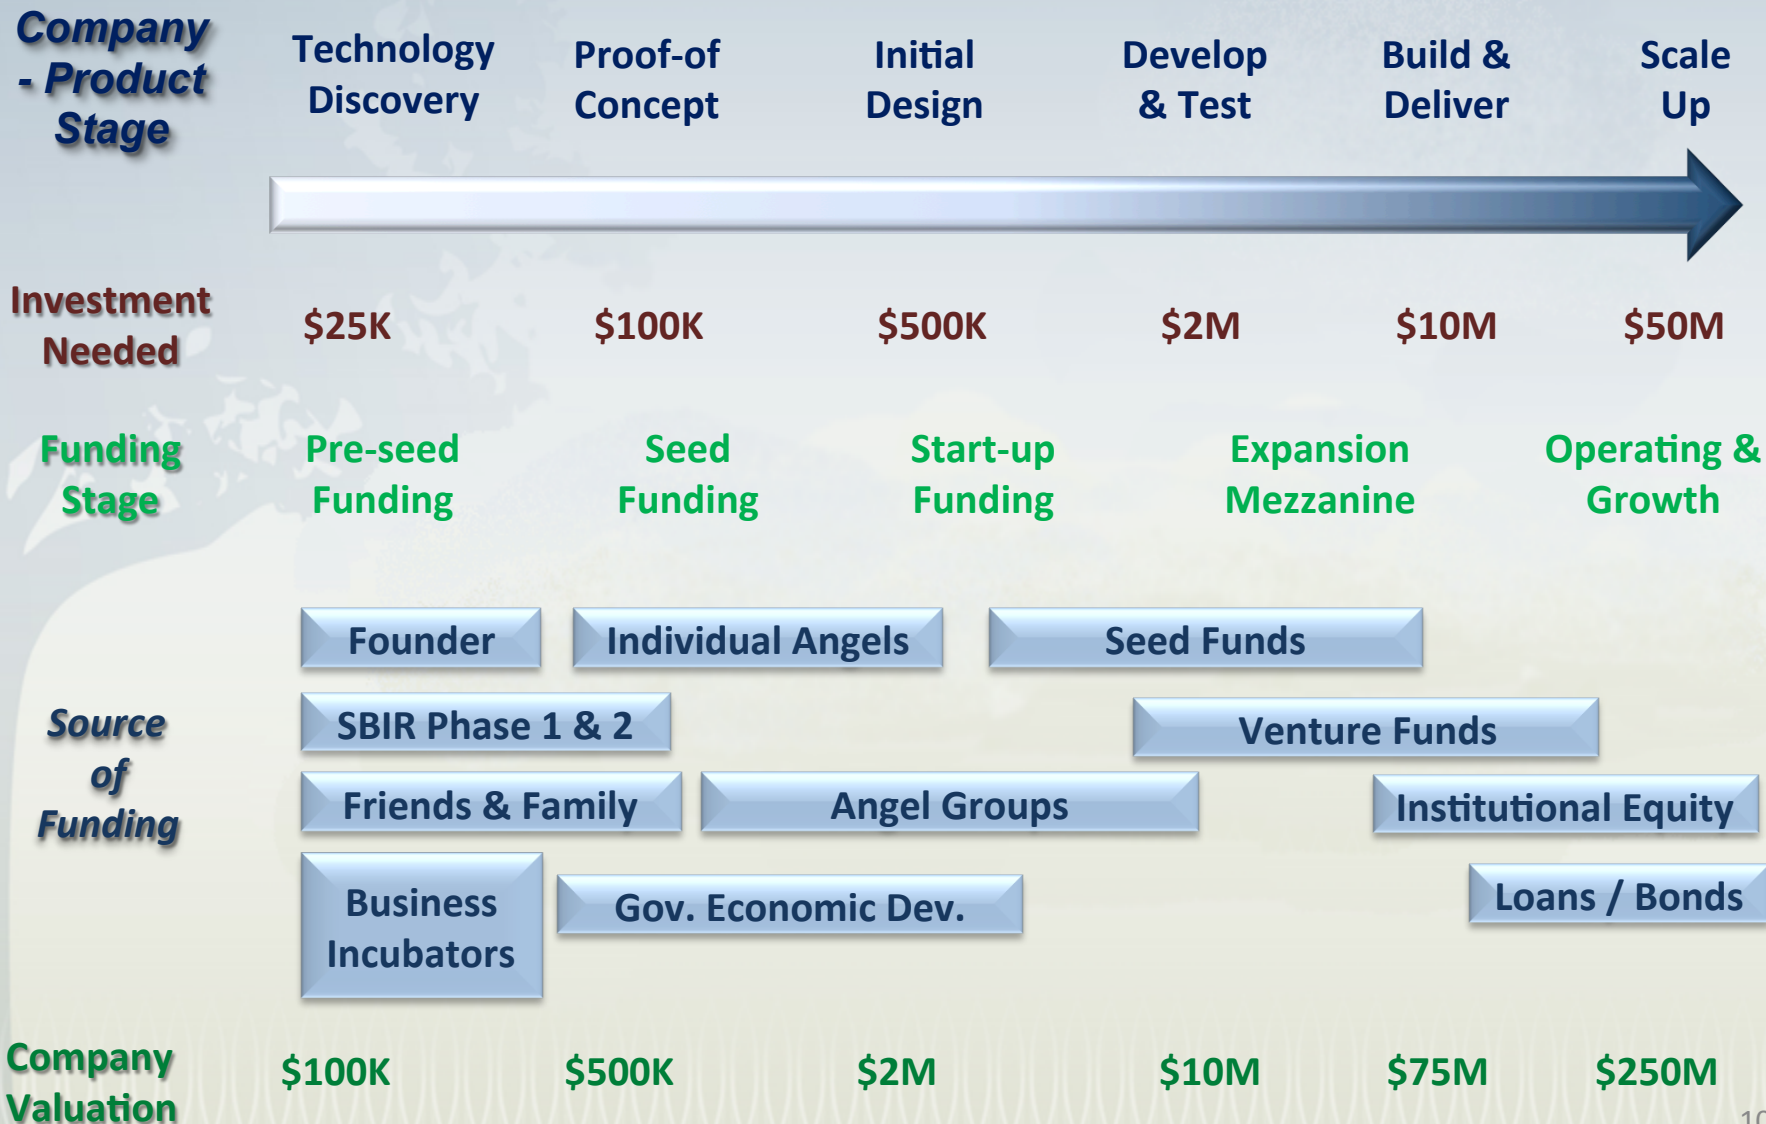 Company
- Product
Stage
Technology
Discovery
Proof-of
Concept
Initial
Design
Develop
& Test
Build &
Deliver
Scale
Up
Investment
Needed
$25K
$100K
$500K
$2M
$10M
$50M
Funding
Stage
Pre-seed
Funding
Seed
Funding
Start-up
Funding
Expansion
Mezzanine
Operating &
Growth
Source
of
Funding
Founder
Individual Angels
Seed Funds
SBIR Phase 1 & 2
Venture Funds
Friends & Family
Angel Groups
Institutional Equity
Business
Incubators
Gov. Economic Dev.
Loans / Bonds
Company
Valuation
$100K
$500K
$2M
$10M
$75M
$250M
10